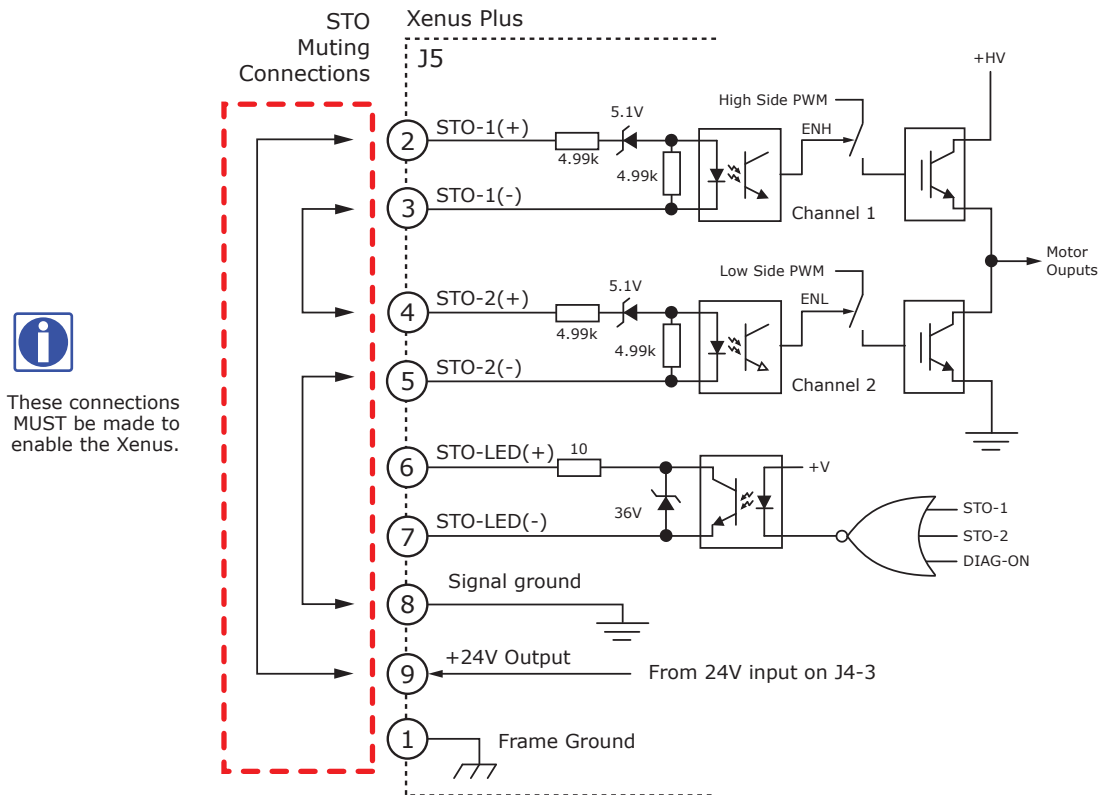 STO
Muting
Connections
Xenus Plus
J5
2 STO-1(+)
4.99k
5.1V
4.99k
High Side PWM
ENH
+HV
3 STO-1(-)
Channel 1
Motor
Ouputs
4 STO-2(+)
4.99k
5.1V
4.99k
Low Side PWM
ENL
5 STO-2(-)
Channel 2
These connections
MUST be made to
enable the Xenus.
6 STO-LED(+)
10
+V
36V
7 STO-LED(-)
STO-1
STO-2
DIAG-ON
8 Signal ground
9 +24V Output
From 24V input on J4-3
1 Frame Ground